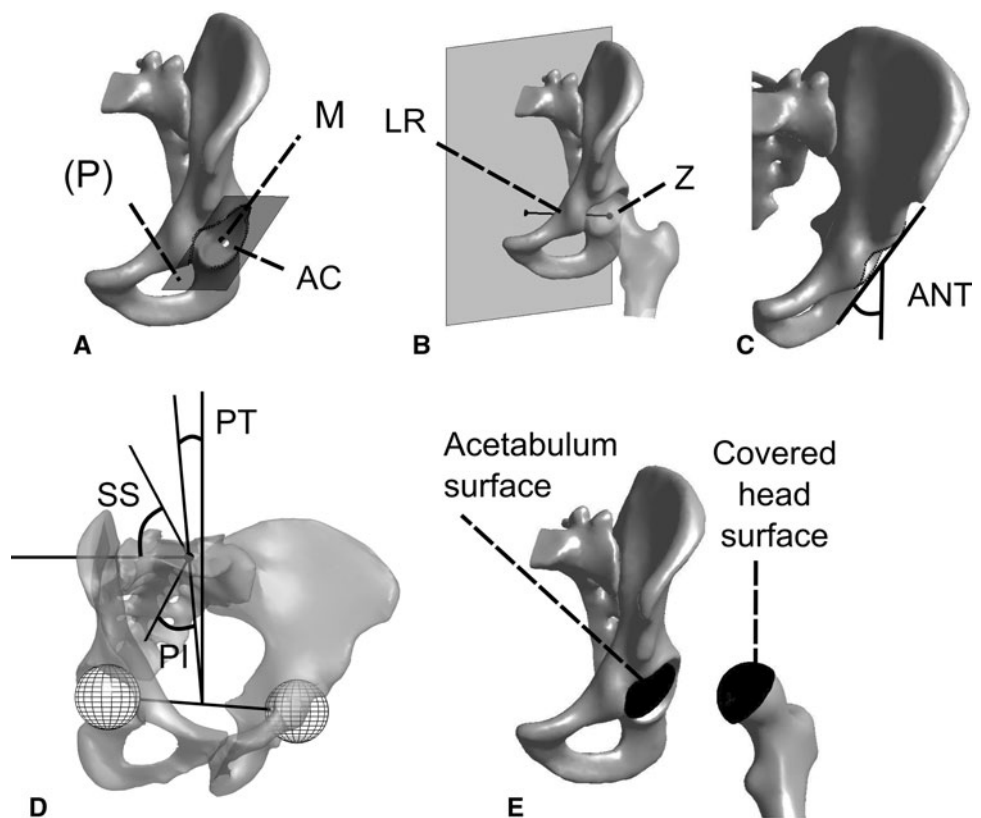 M
(P)
AC
A
LR
Z
B
ANT
C
PT
SS
PI
D
Acetabulum
surface
Covered
head
surface
E